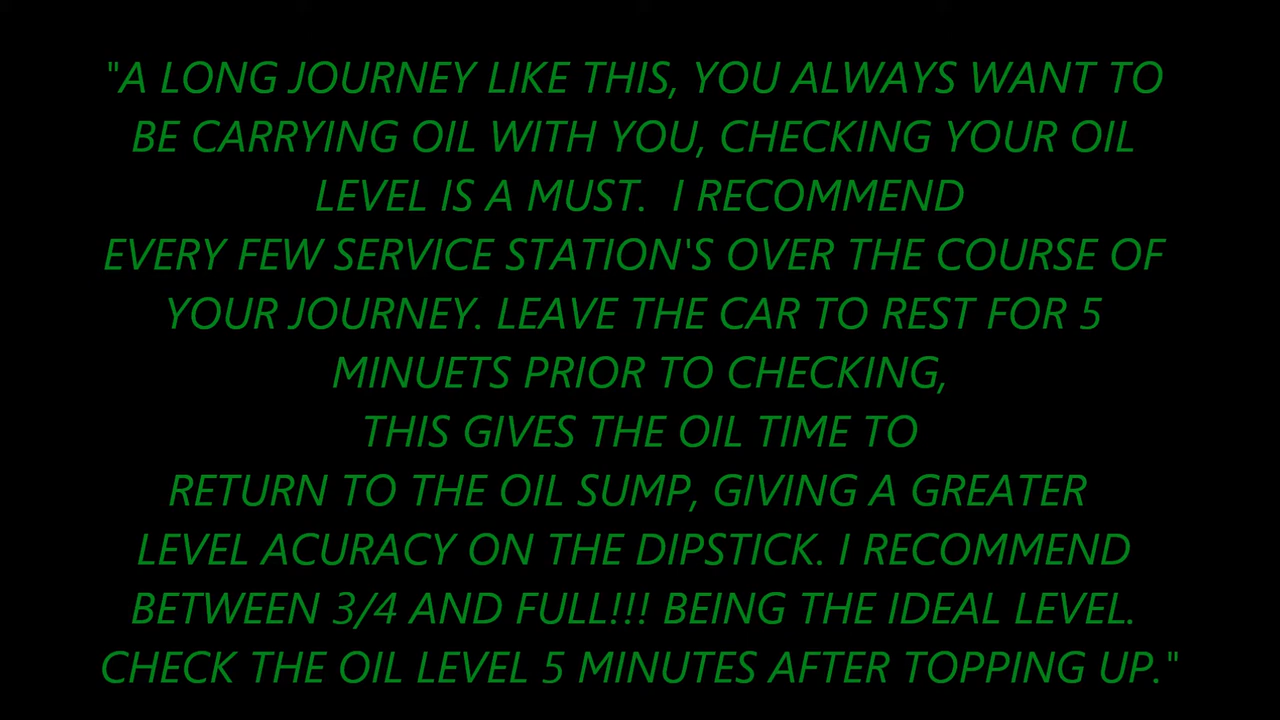 "A LONG JOURNEY LIKE THIS, YOU ALWAYS WANT TO
BE CARRYING OIL WITH YOU, CHECKING YOUR OIL
LEVEL IS A MUST.  I RECOMMEND
EVERY FEW SERVICE STATION'S OVER THE COURSE OF
YOUR JOURNEY. LEAVE THE CAR TO REST FOR 5
MINUETS PRIOR TO CHECKING,
THIS GIVES THE OIL TIME TO
RETURN TO THE OIL SUMP, GIVING A GREATER
LEVEL ACURACY ON THE DIPSTICK. I RECOMMEND
BETWEEN 3/4 AND FULL!!! BEING THE IDEAL LEVEL.
CHECK THE OIL LEVEL 5 MINUTES AFTER TOPPING UP."